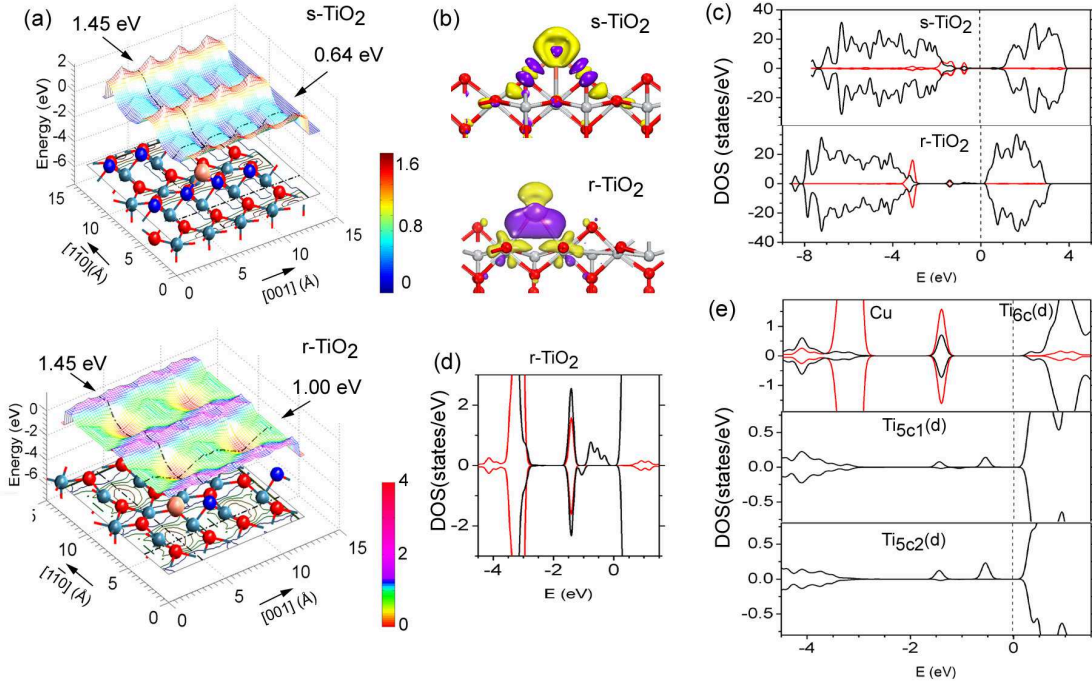 (a)
s-TiO2
1.45 eV
0.64 eV
Energy (eV)
2
0
-2
-4
-6
15
10
5
0
[11̄0](Å)
0
5
10
15
[001] (Å)
1.6
0.8
0
r-TiO2
1.45 eV
1.00 eV
Energy (eV)
0
-2
-4
-6
10
5
0
[11̄0](Å)
0
5
10
15
[001] (Å)
4
2
1
0
(b)
s-TiO2
r-TiO2
(c)
s-TiO2
r-TiO2
DOS (states/eV)
40
20
0
-20
20
0
-20
-40
-8
-4
0
4
E (eV)
(d)
r-TiO2
DOS(states/eV)
2
0
-2
-4
-2
0
E (eV)
(e)
Cu
Ti6c(d)
Ti5c1(d)
Ti5c2(d)
DOS(states/eV)
1
0
-1
0.5
0.0
-0.5
0.5
0.0
-0.5
-4
-2
0
E (eV)